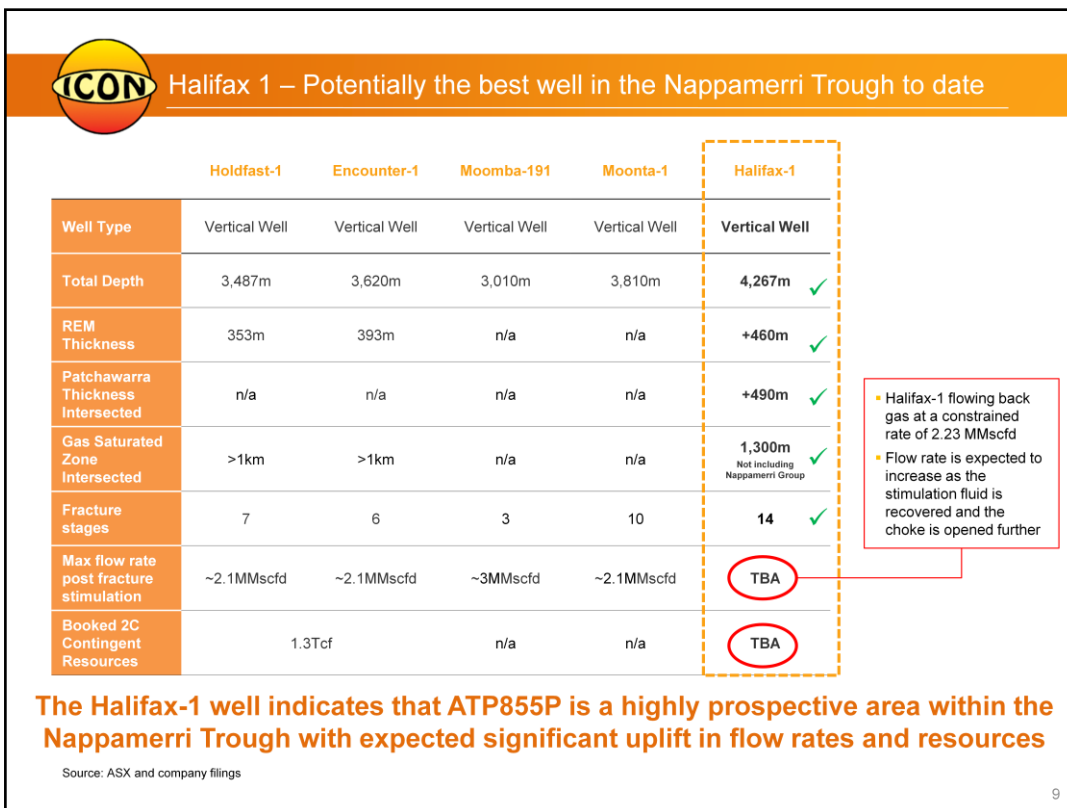 ICON
Halifax 1 – Potentially the best well in the Nappamerri Trough to date
Holdfast-1 Encounter-1 Moomba-191 Moonta-1 Halifax-1
Well Type Vertical Well Vertical Well Vertical Well Vertical Well Vertical Well
Total Depth 3,487m 3,620m 3,010m 3,810m 4,267m ✓
REM
Thickness 353m 393m n/a n/a +460m ✓
Patchawarra
Thickness
Intersected n/a n/a n/a n/a +490m ✓
Gas Saturated
Zone
Intersected >1km >1km n/a n/a 1,300m ✓
Not including
Nappamerri Group
Fracture
stages 7 6 3 10 14 ✓
Max flow rate
post fracture
stimulation ~2.1MMscfd ~2.1MMscfd ~3MMscfd ~2.1MMscfd TBA
Booked 2C
Contingent
Resources 1.3Tcf n/a n/a TBA
▪ Halifax-1 flowing back
gas at a constrained
rate of 2.23 MMscfd
▪ Flow rate is expected to
increase as the
stimulation fluid is
recovered and the
choke is opened further
The Halifax-1 well indicates that ATP855P is a highly prospective area within the
Nappamerri Trough with expected significant uplift in flow rates and resources
Source: ASX and company filings
9